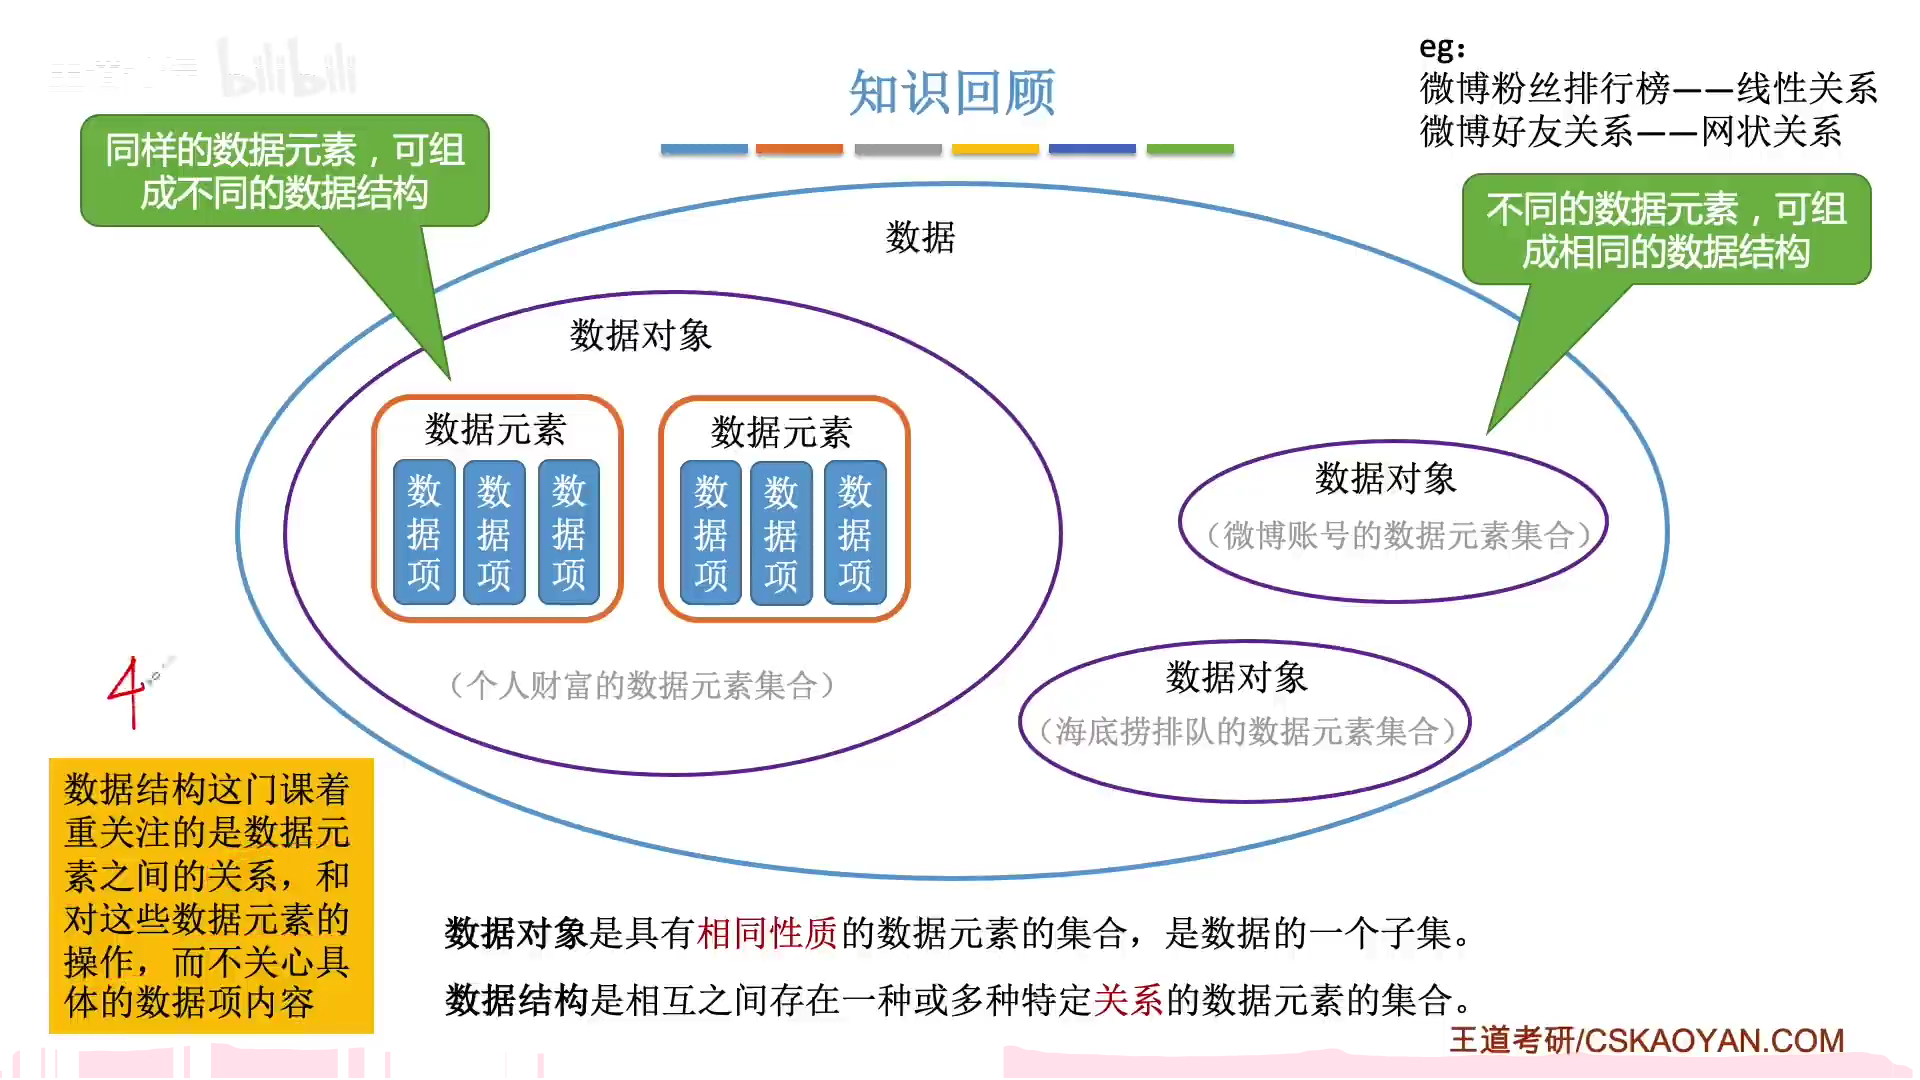 bilibili
知识回顾
eg：
微博粉丝排行榜——线性关系
微博好友关系——网状关系
同样的数据元素，可组
成不同的数据结构
不同的数据元素，可组
成相同的数据结构
数据
数据对象
数据元素
数据项
数据项
数据项
数据元素
数据项
数据项
数据项
（个人财富的数据元素集合）
数据对象
（微博账号的数据元素集合）
数据对象
（海底捞排队的数据元素集合）
4
数据结构这门课着
重关注的是数据元
素之间的关系，和
对这些数据元素的
操作，而不关心具
体的数据项内容
数据对象是具有相同性质的数据元素的集合，是数据的一个子集。
数据结构是相互之间存在一种或多种特定关系的数据元素的集合。
王道考研/CSKAOYAN.COM